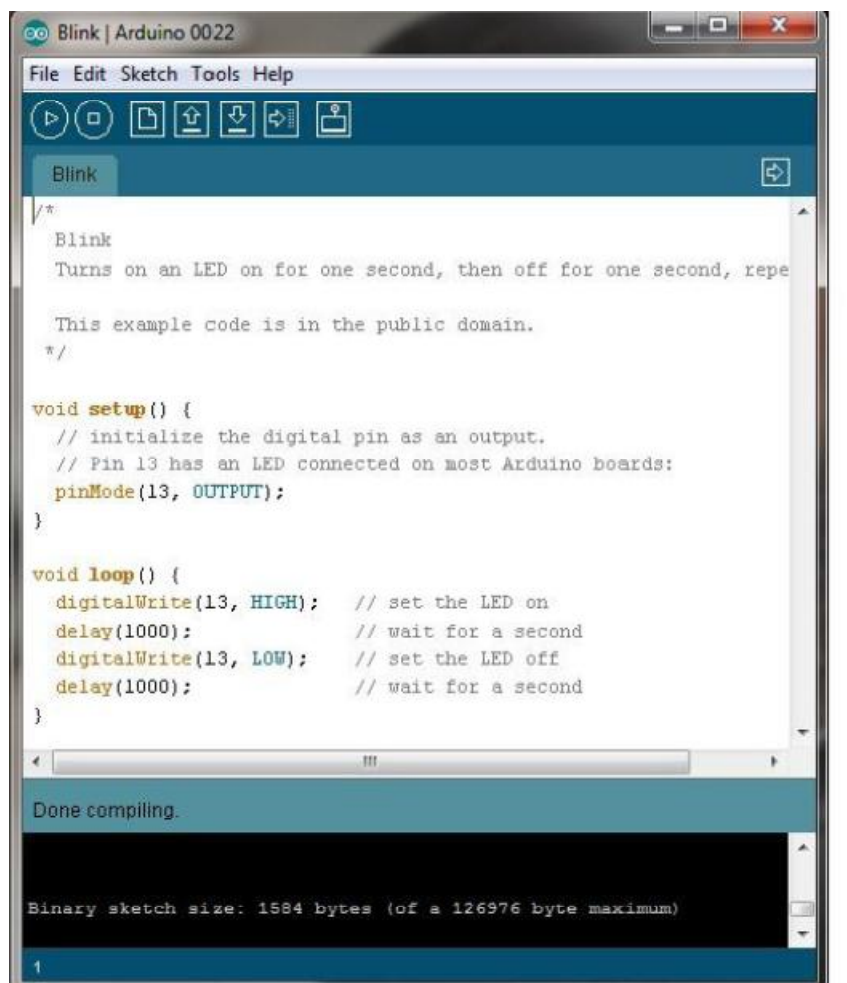 Blink | Arduino 0022
File Edit Sketch Tools Help
Blink
/*
Blink
Turns on an LED on for one second, then off for one second, repe
This example code is in the public domain.
*/
void setup() {
// initialize the digital pin as an output.
// Pin 13 has an LED connected on most Arduino boards:
pinMode(13, OUTPUT);
}
void loop() {
digitalWrite(13, HIGH);   // set the LED on
delay(1000);              // wait for a second
digitalWrite(13, LOW);    // set the LED off
delay(1000);              // wait for a second
}
Done compiling.
Binary sketch size: 1584 bytes (of a 126976 byte maximum)
1